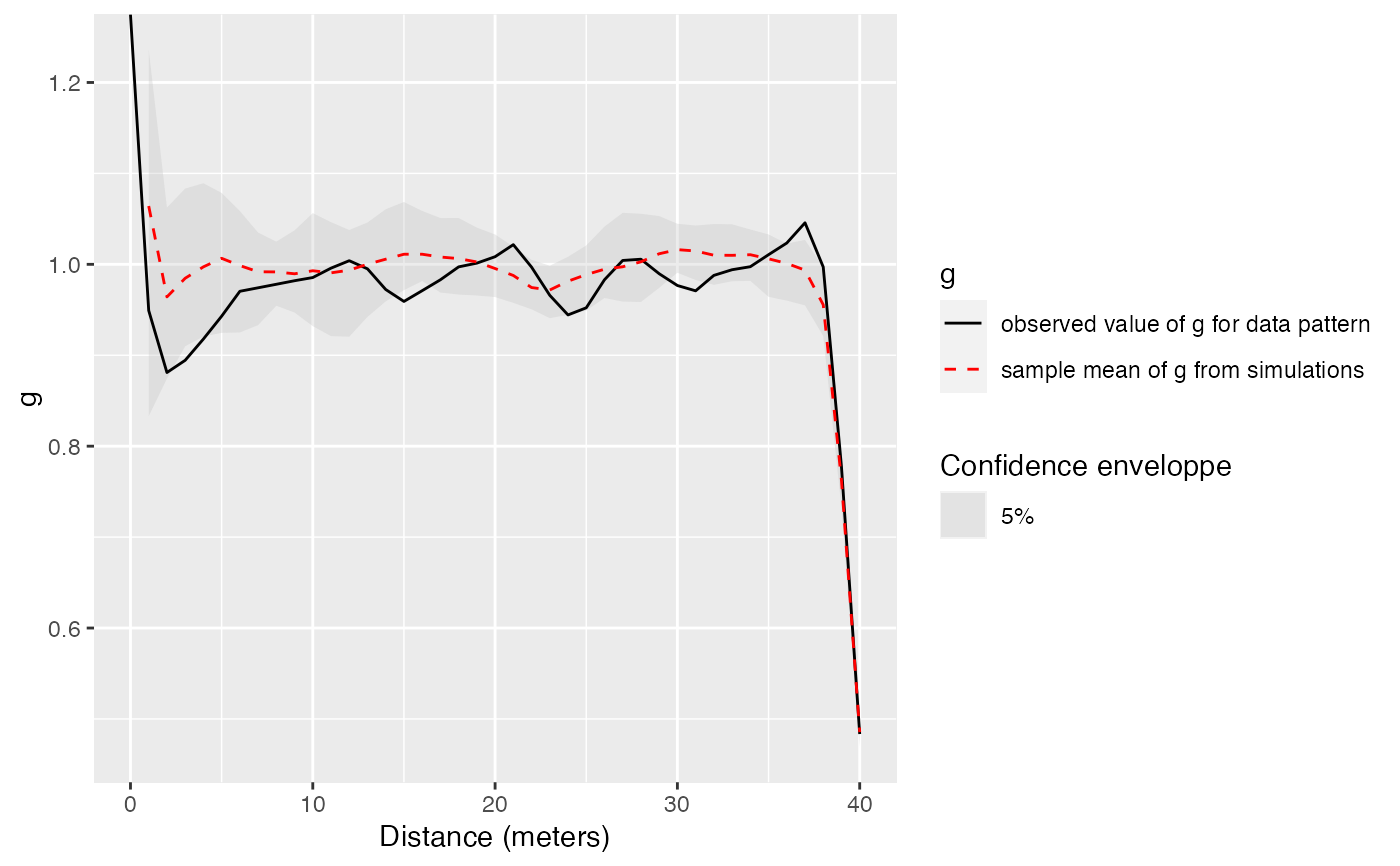 1.2
1.0
0.8
0.6
g
0 10 20 30 40
Distance (meters)
g
observed value of g for data pattern
sample mean of g from simulations
Confidence enveloppe
5%